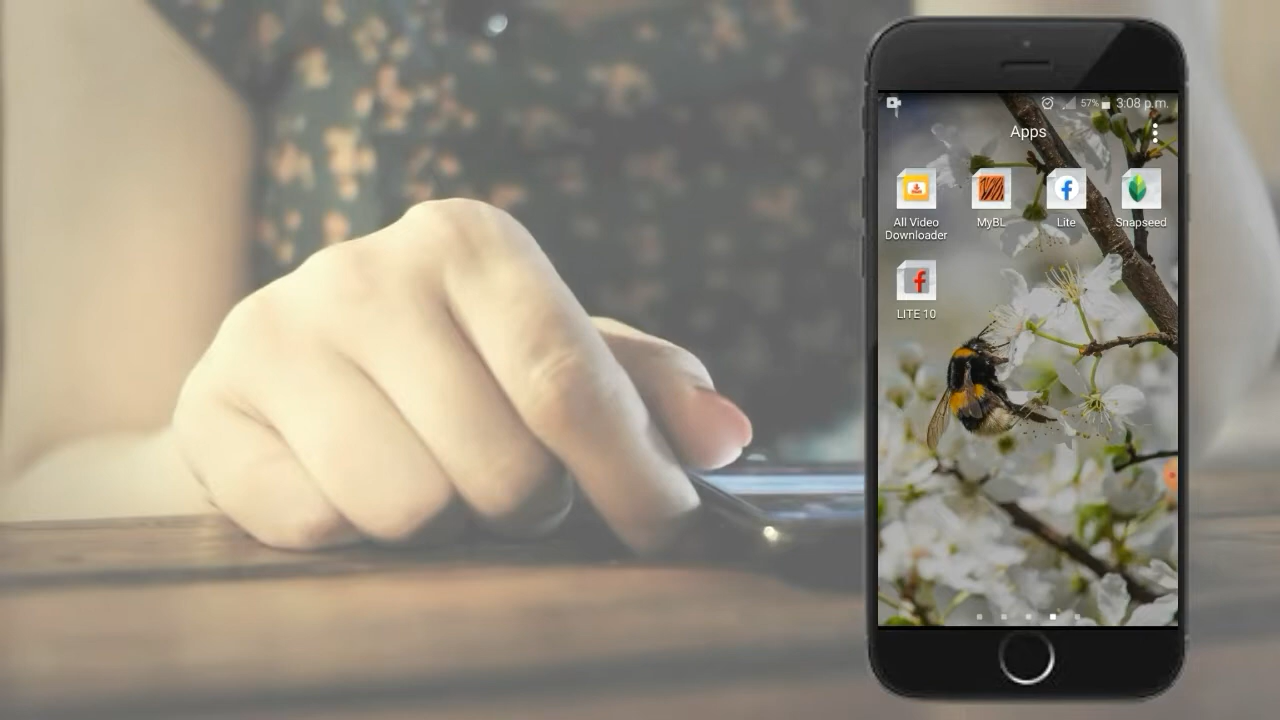 57% 3:08 p.m.
Apps
All Video
Downloader
MyBL
Lite
Snapseed
LITE 10